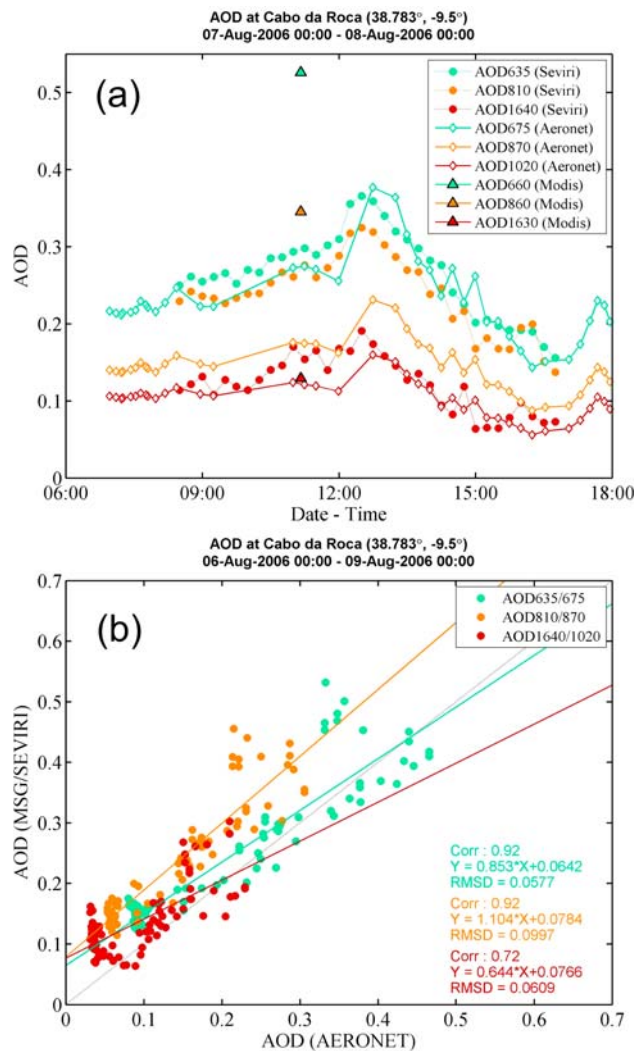 AOD at Cabo da Roca (38.783°, -9.5°)
07-Aug-2006 00:00 - 08-Aug-2006 00:00
(a)
AOD635 (Seviri)
AOD810 (Seviri)
AOD1640 (Seviri)
AOD675 (Aeronet)
AOD870 (Aeronet)
AOD1020 (Aeronet)
AOD660 (Modis)
AOD860 (Modis)
AOD1630 (Modis)
0.5
0.4
0.3
0.2
0.1
0
AOD
06:00 09:00 12:00 15:00 18:00
Date - Time
AOD at Cabo da Roca (38.783°, -9.5°)
06-Aug-2006 00:00 - 09-Aug-2006 00:00
(b)
AOD635/675
AOD810/870
AOD1640/1020
0.7
0.6
0.5
0.4
0.3
0.2
0.1
0
AOD (MSG/SEVIRI)
Corr : 0.92
Y = 0.853*X+0.0642
RMSD = 0.0577
Corr : 0.92
Y = 1.104*X+0.0784
RMSD = 0.0997
Corr : 0.72
Y = 0.644*X+0.0766
RMSD = 0.0609
0 0.1 0.2 0.3 0.4 0.5 0.6 0.7
AOD (AERONET)